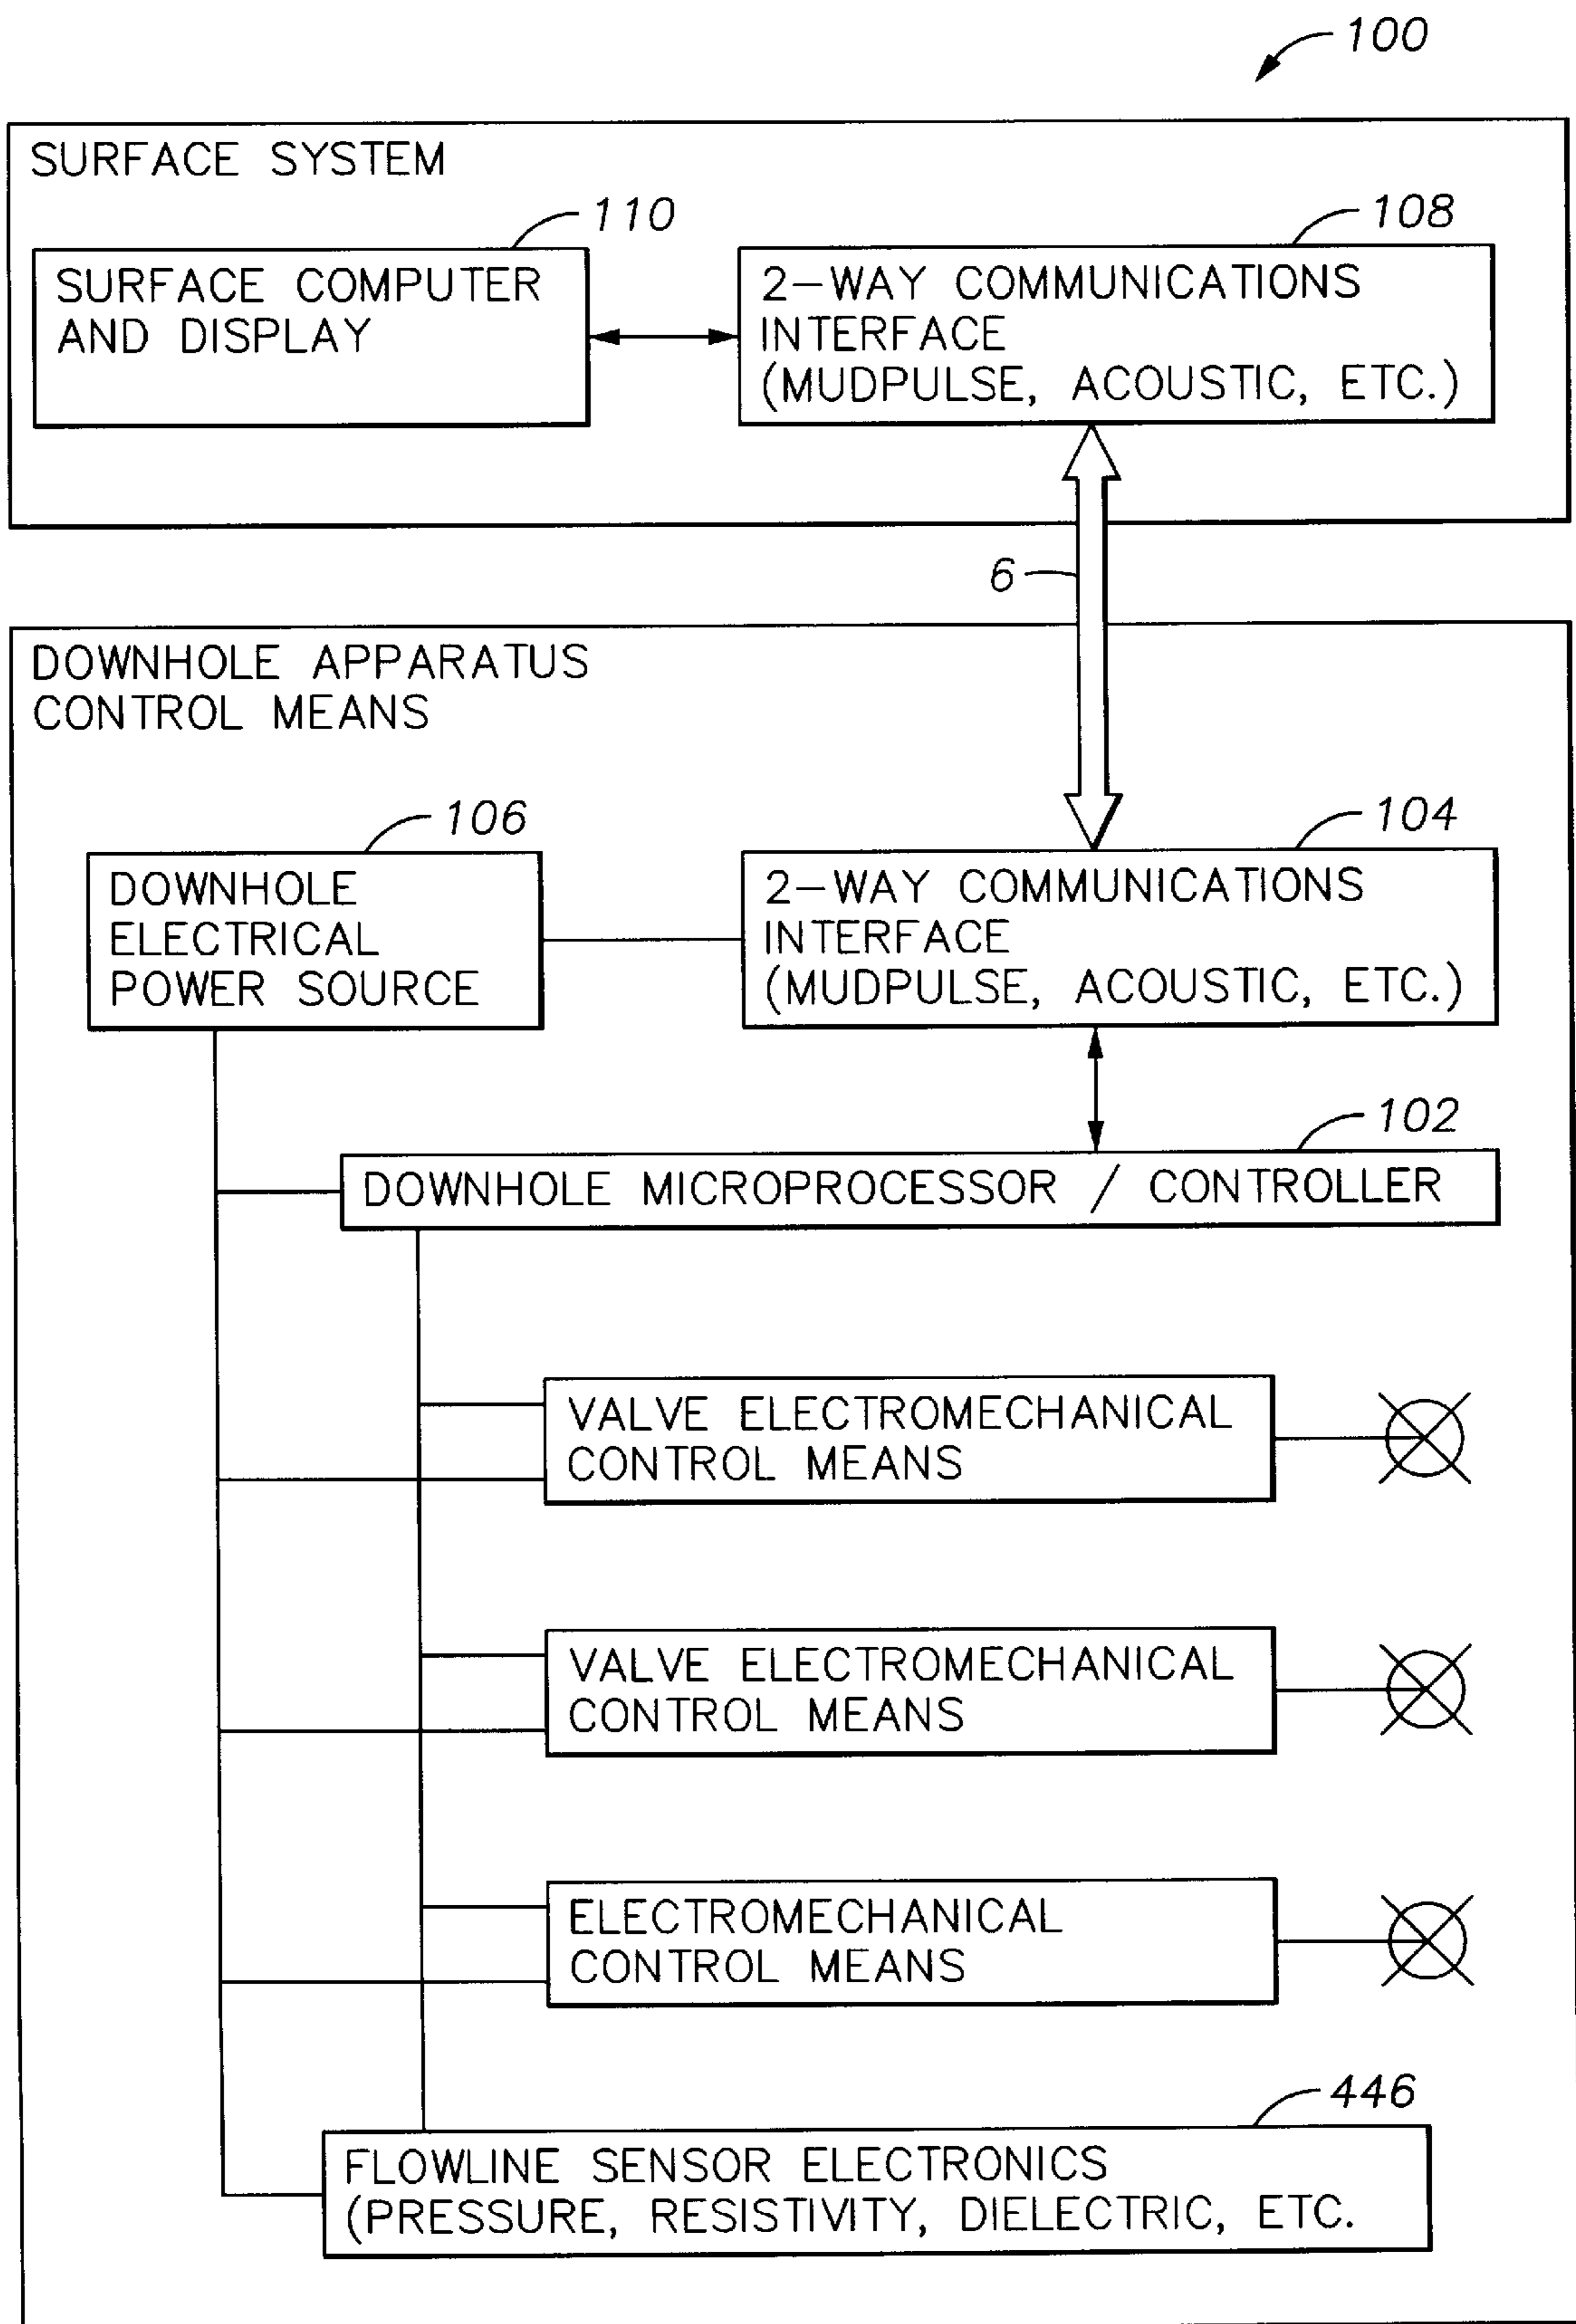 100
SURFACE SYSTEM
110
108
SURFACE COMPUTER
AND DISPLAY
2-WAY COMMUNICATIONS
INTERFACE
(MUDPULSE, ACOUSTIC, ETC.)
6
DOWNHOLE APPARATUS
CONTROL MEANS
106
104
DOWNHOLE
ELECTRICAL
POWER SOURCE
2-WAY COMMUNICATIONS
INTERFACE
(MUDPULSE, ACOUSTIC, ETC.)
102
DOWNHOLE MICROPROCESSOR / CONTROLLER
VALVE ELECTROMECHANICAL
CONTROL MEANS
VALVE ELECTROMECHANICAL
CONTROL MEANS
ELECTROMECHANICAL
CONTROL MEANS
446
FLOWLINE SENSOR ELECTRONICS
(PRESSURE, RESISTIVITY, DIELECTRIC, ETC.